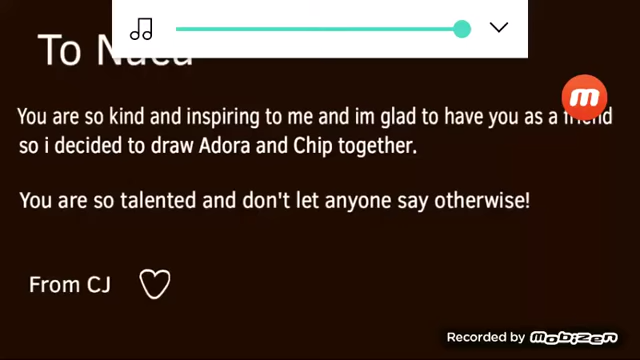 To
You are so kind and inspiring to me and im glad to have you as a friend
so i decided to draw Adora and Chip together.
You are so talented and don't let anyone say otherwise!
From CJ
Recorded by mobizen